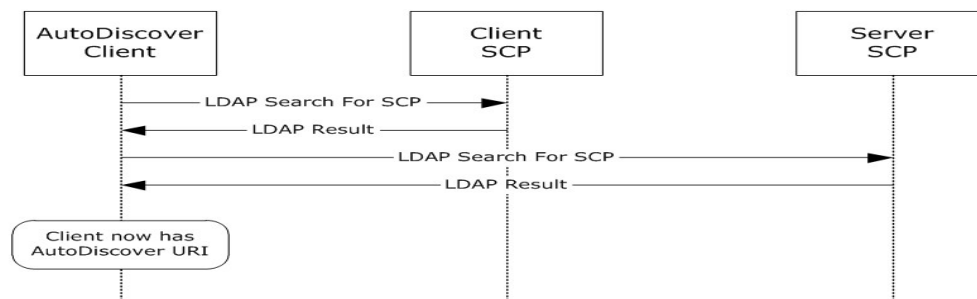 AutoDiscover
Client
Client
SCP
Server
SCP
LDAP Search For SCP
LDAP Result
LDAP Search For SCP
LDAP Result
Client now has
AutoDiscover URI